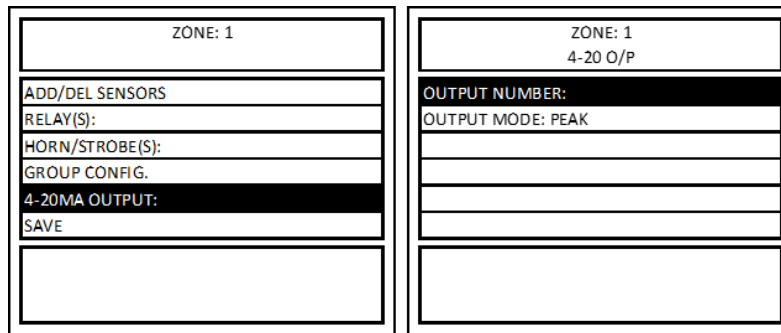 ZONE: 1
ADD/DEL SENSORS
RELAY(S):
HORN/STROBE(S):
GROUP CONFIG.
4-20MA OUTPUT:
SAVE
ZONE: 1
4-20 O/P
OUTPUT NUMBER:
OUTPUT MODE: PEAK